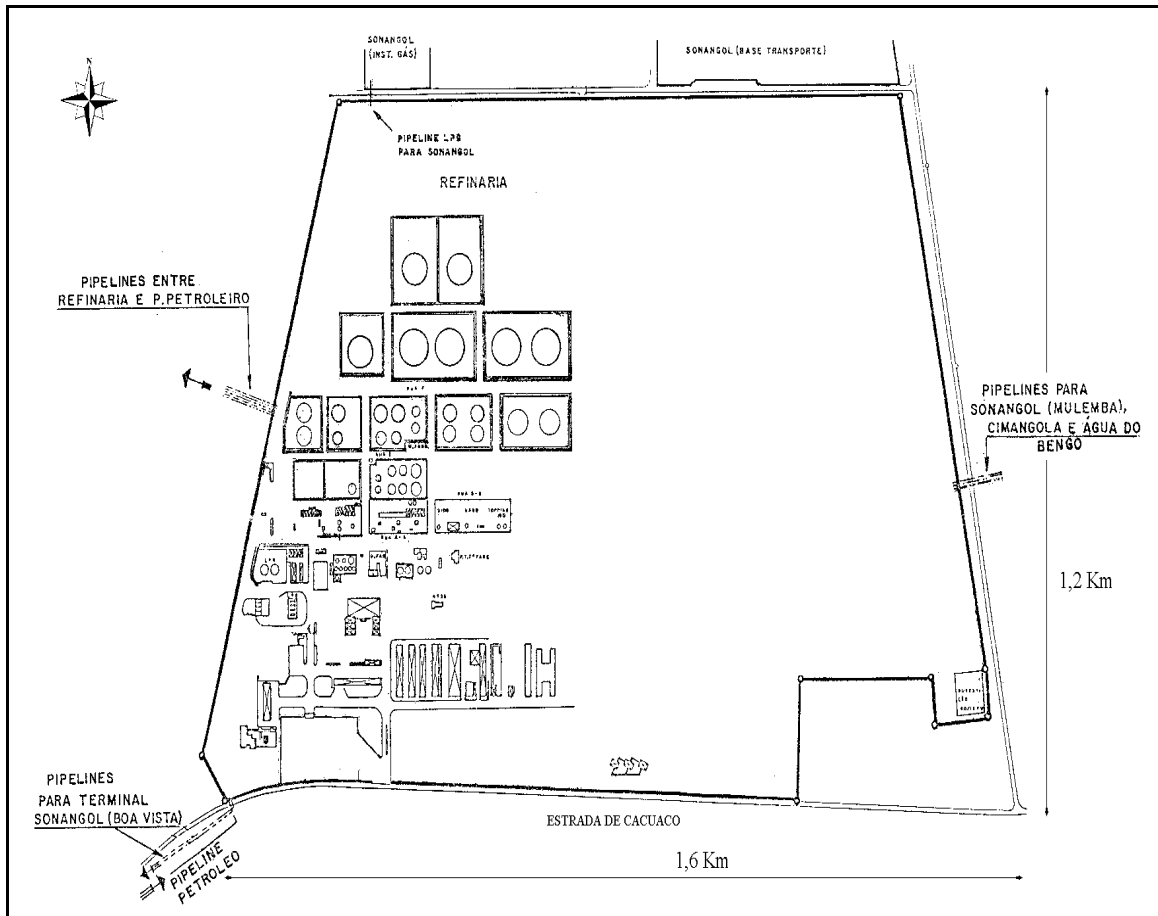 N
SONANGOL
(INST. GÁS)
SONANGOL (BASE TRANSPORTE)
PIPELINE LPG
PARA SONANGOL
REFINARIA
PIPELINES ENTRE
REFINARIA E P.PETROLEIRO
PIPELINES PARA
SONANGOL (MULEMBA),
CIMANGOLA E ÁGUA DO
BENGO
RUA F
1,2 Km
PIPELINES
PARA TERMINAL
SONANGOL (BOA VISTA)
PIPELINE
PETROLEO
ESTRADA DE CACUACO
1,6 Km